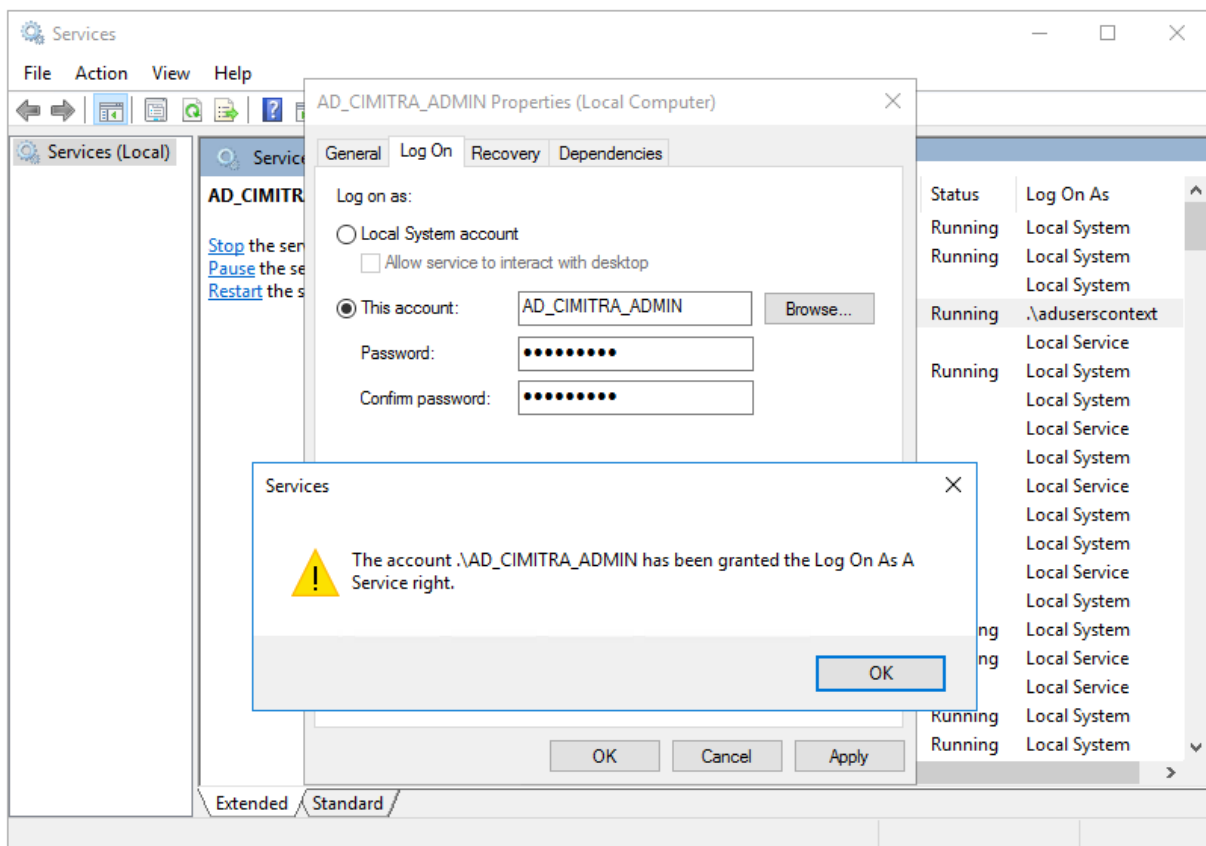 Services
File Action View Help
AD_CIMITRA_ADMIN Properties (Local Computer)
Services (Local)
General Log On Recovery Dependencies
AD_CIMITR
Stop the ser
Pause the se
Restart the s
Log on as:
Local System account
Allow service to interact with desktop
This account: AD_CIMITRA_ADMIN Browse...
Password: •••••••••
Confirm password: •••••••••
Services
The account .\AD_CIMITRA_ADMIN has been granted the Log On As A
Service right.
OK
OK Cancel Apply
Status Log On As
Running Local System
Running Local System
Local System
Running .\aduserscontext
Local Service
Running Local System
Local System
Local Service
Local System
Local Service
Local System
Local System
Local Service
Local System
ng Local System
ng Local Service
Local Service
Running Local System
Running Local System
Extended Standard